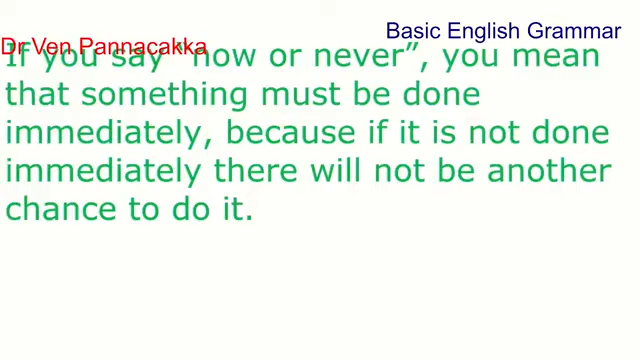 Basic English Grammar
Dr Ven Pannacakka
If you say “now or never”, you mean
that something must be done
immediately, because if it is not done
immediately there will not be another
chance to do it.